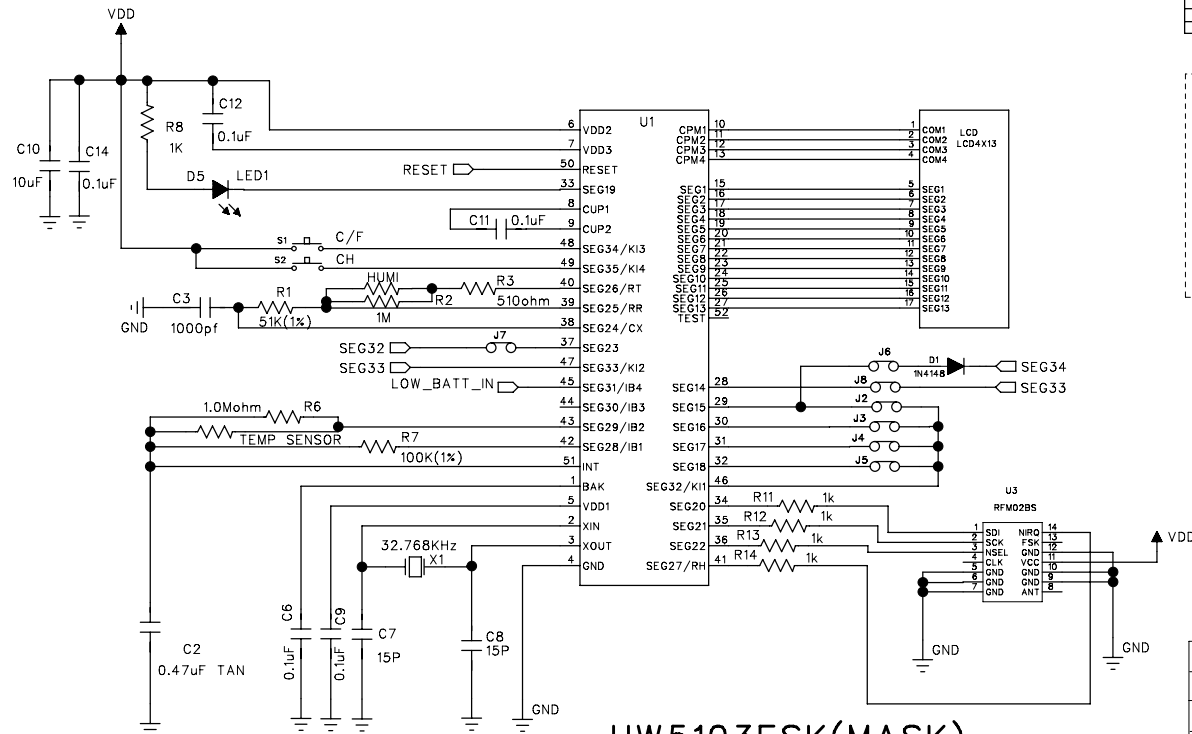 VDD
C10
10uF
C14
0.1uF
R8
1K
C12
0.1uF
D5
LED1
RESET
C11
0.1uF
S1
C/F
S2
CH
HUMI
R3
510ohm
R2
1M
C3
1000pf
GND
R1
51K(1%)
J7
SEG32
SEG33
LOW_BATT_IN
1.0Mohm
R6
TEMP SENSOR
R7
100K(1%)
32.768KHz
X1
C2
0.47uF TAN
C6
0.1uF
C9
0.1uF
C7
15P
C8
15P
GND
U1
6 VDD2
7 VDD3
50 RESET
33 SEG19
8 CUP1
9 CUP2
48 SEG34/KI3
49 SEG35/KI4
40 SEG26/RT
39 SEG25/RR
38 SEG24/CX
37 SEG23
47 SEG33/KI2
45 SEG31/IB4
44 SEG30/IB3
43 SEG29/IB2
42 SEG28/IB1
51 INT
1 BAK
5 VDD1
2 XIN
3 XOUT
4 GND
CPM1 10
CPM2 11
CPM3 12
CPM4 13
SEG1 15
SEG2 16
SEG3 17
SEG4 18
SEG5 19
SEG6 20
SEG7 21
SEG8 22
SEG9 23
SEG10 24
SEG11 25
SEG12 26
SEG13 27
TEST 52
SEG14 28
SEG15 29
SEG16 30
SEG17 31
SEG18 32
SEG32/KI1 46
SEG20 34
SEG21 35
SEG22 36
SEG27/RH 41
LCD
LCD4X13
1 COM1
2 COM2
3 COM3
4 COM4
5 SEG1
6 SEG2
7 SEG3
8 SEG4
9 SEG5
10 SEG6
11 SEG7
12 SEG8
13 SEG9
14 SEG10
15 SEG11
16 SEG12
17 SEG13
J6
D1
1N4148
SEG34
J8
SEG33
J2
J3
J4
J5
R11
1k
R12
1k
R13
1k
R14
1k
U3
RFM02BS
1 SDI
2 SCK
3 NSEL
4 CLK
5 GND
6 GND
7 GND
NIRQ 14
FSK 13
GND 12
VCC 11
GND 10
GND 9
ANT 8
VDD
GND
GND